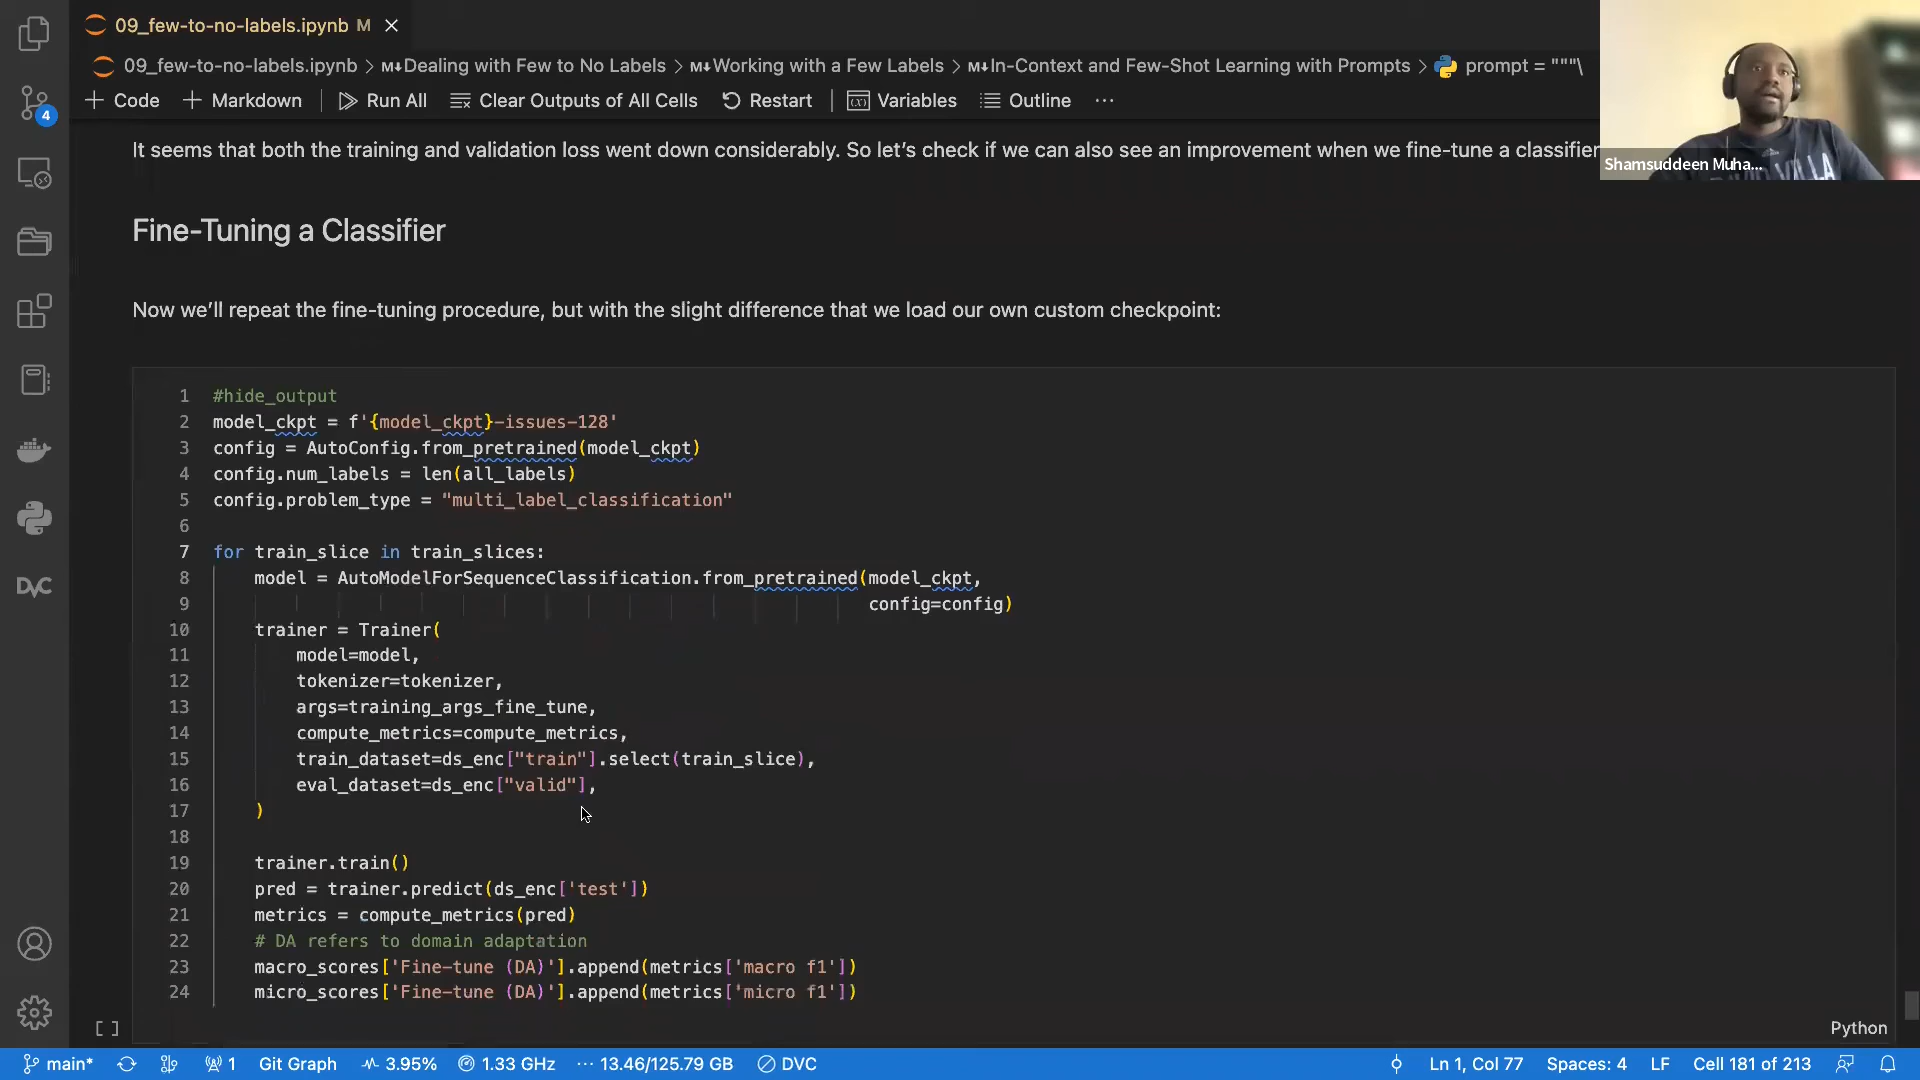 09_few-to-no-labels.ipynb M
09_few-to-no-labels.ipynb > M↓Dealing with Few to No Labels > M↓Working with a Few Labels > M↓In-Context and Few-Shot Learning with Prompts > prompt = """\
+ Code + Markdown Run All Clear Outputs of All Cells Restart Variables Outline ...
4
It seems that both the training and validation loss went down considerably. So let's check if we can also see an improvement when we fine-tune a classifier
Shamsuddeen Muha...
Fine-Tuning a Classifier
Now we'll repeat the fine-tuning procedure, but with the slight difference that we load our own custom checkpoint:
1 #hide_output
2 model_ckpt = f'{model_ckpt}-issues-128'
3 config = AutoConfig.from_pretrained(model_ckpt)
4 config.num_labels = len(all_labels)
5 config.problem_type = "multi_label_classification"
6
7 for train_slice in train_slices:
8 model = AutoModelForSequenceClassification.from_pretrained(model_ckpt,
9 config=config)
10 trainer = Trainer(
11 model=model,
12 tokenizer=tokenizer,
13 args=training_args_fine_tune,
14 compute_metrics=compute_metrics,
15 train_dataset=ds_enc["train"].select(train_slice),
16 eval_dataset=ds_enc["valid"],
17 )
18
19 trainer.train()
20 pred = trainer.predict(ds_enc['test'])
21 metrics = compute_metrics(pred)
22 # DA refers to domain adaptation
23 macro_scores['Fine-tune (DA)'].append(metrics['macro f1'])
24 micro_scores['Fine-tune (DA)'].append(metrics['micro f1'])
DVC
[ ] Python
main* 1 Git Graph 3.95% 1.33 GHz ... 13.46/125.79 GB DVC Ln 1, Col 77 Spaces: 4 LF Cell 181 of 213